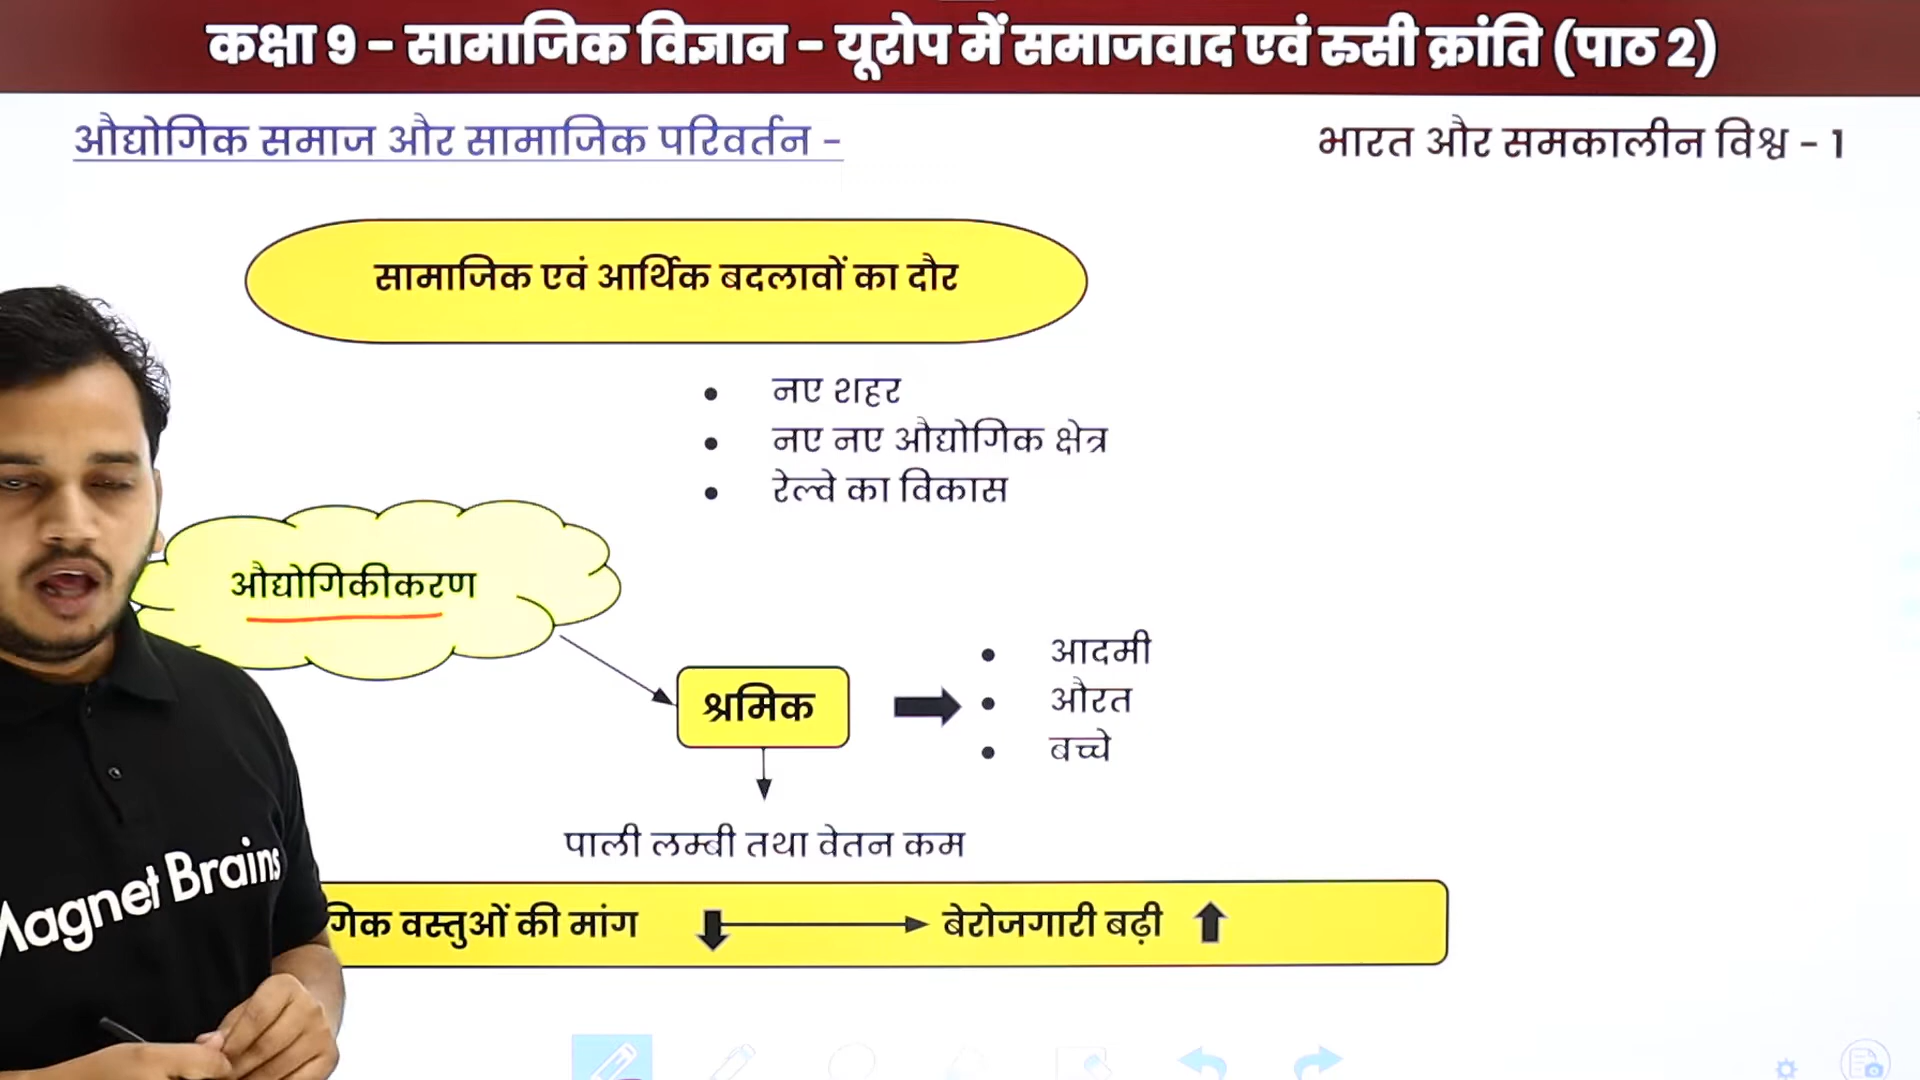 कक्षा 9 - सामाजिक विज्ञान - यूरोप में समाजवाद एवं रुसी क्रांति (पाठ 2)
औद्योगिक समाज और सामाजिक परिवर्तन -
भारत और समकालीन विश्व - 1
सामाजिक एवं आर्थिक बदलावों का दौर
• नए शहर
• नए नए औद्योगिक क्षेत्र
• रेल्वे का विकास
औद्योगिकीकरण
श्रमिक
• आदमी
• औरत
• बच्चे
पाली लम्बी तथा वेतन कम
गिक वस्तुओं की मांग
बेरोजगारी बढ़ी
Magnet Brains